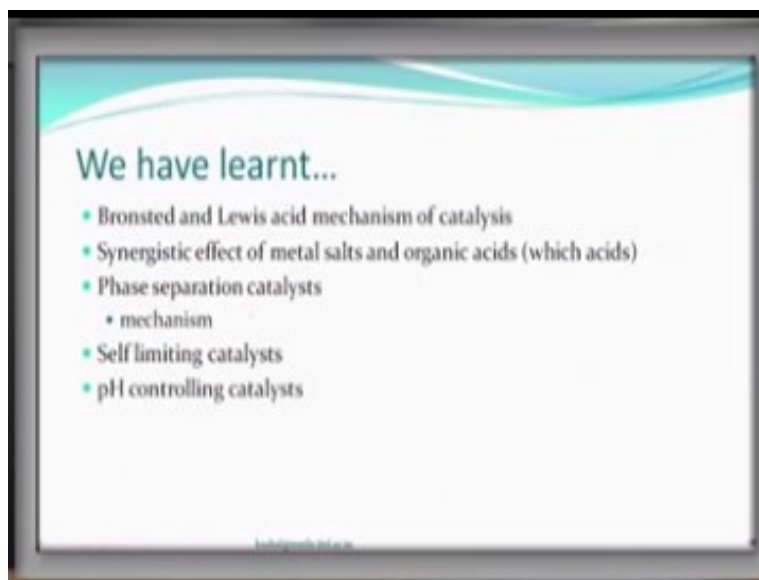 We have learnt...
• Bronsted and Lewis acid mechanism of catalysis
• Synergistic effect of metal salts and organic acids (which acids)
• Phase separation catalysts
• mechanism
• Self limiting catalysts
• pH controlling catalysts